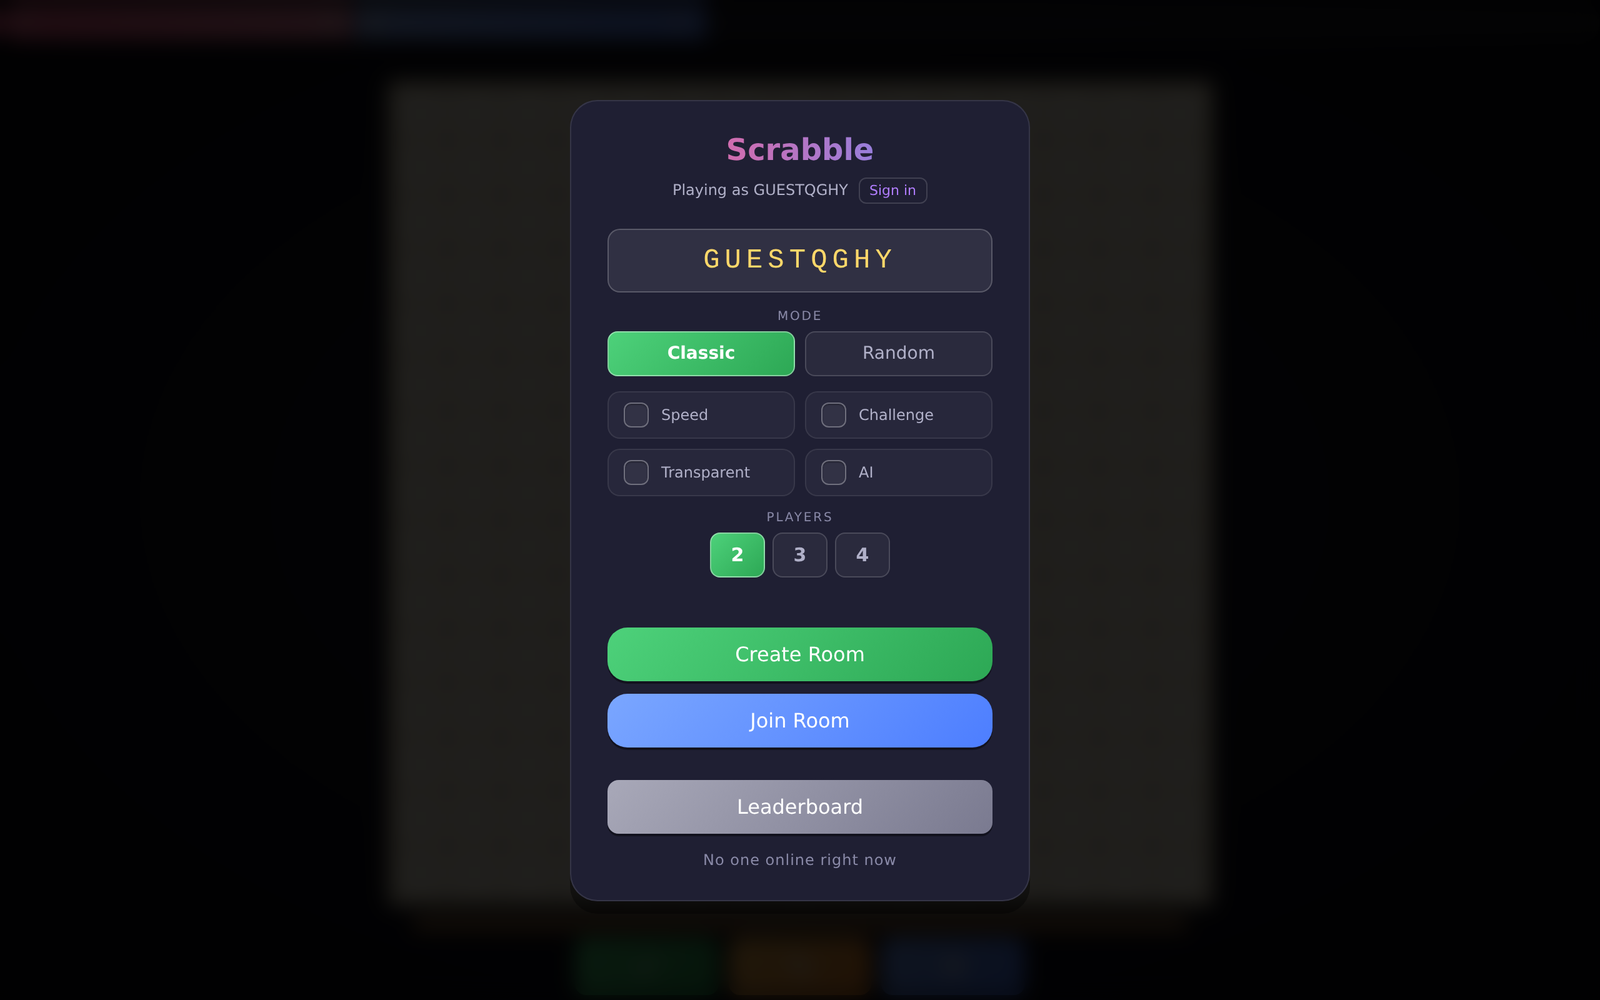 Scrabble
Playing as GUESTQGHY Sign in
GUESTQGHY
MODE
Classic Random
Speed Challenge
Transparent AI
PLAYERS
2 3 4
Create Room
Join Room
Leaderboard
No one online right now